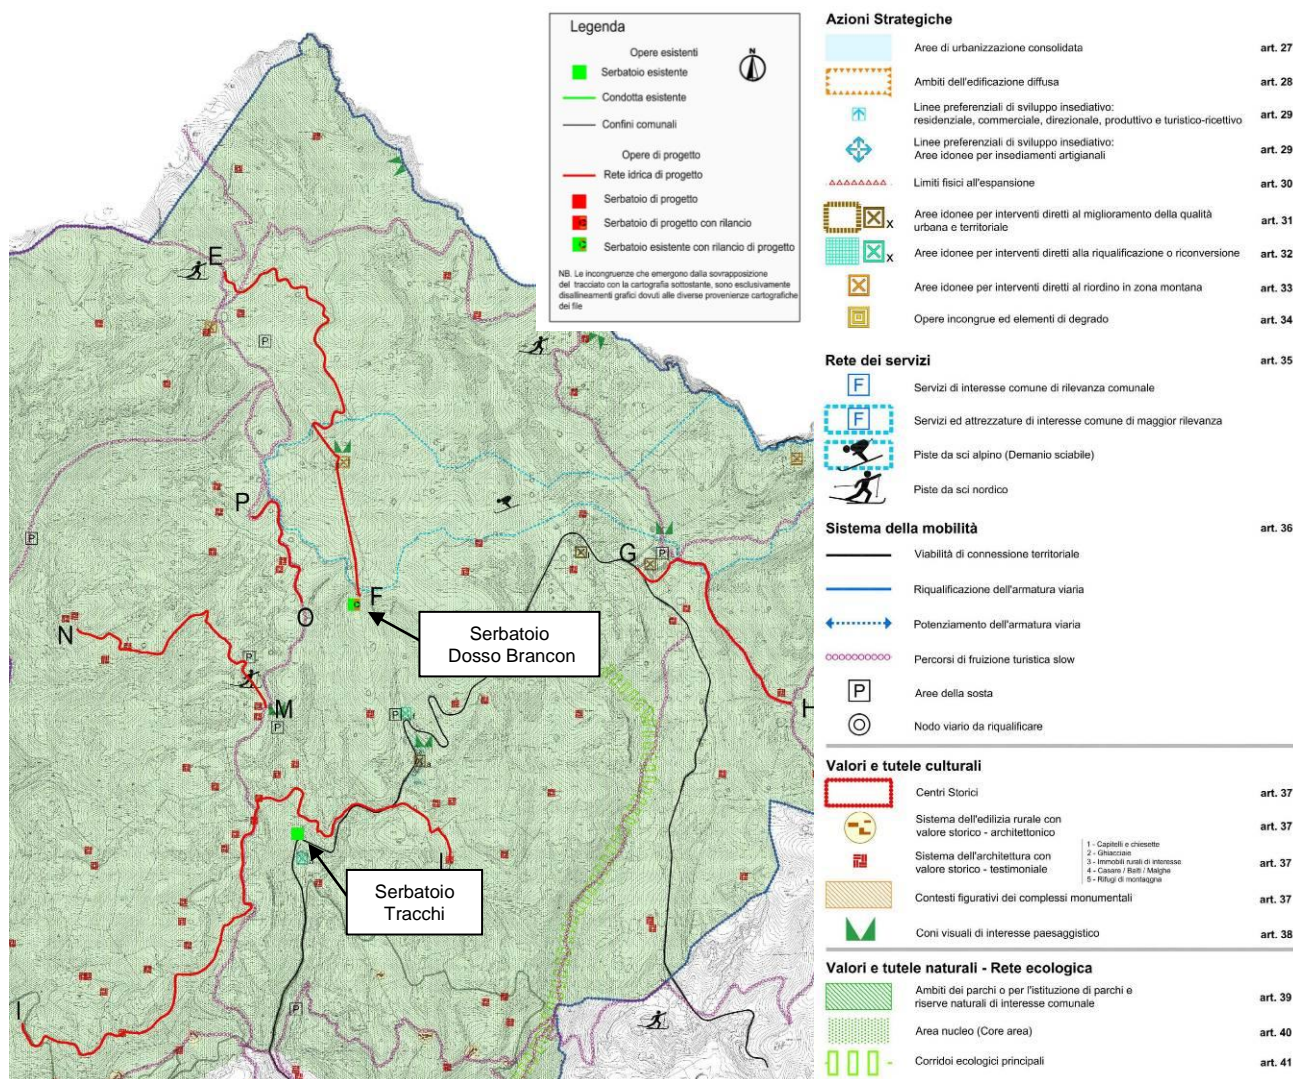 Legenda
Opere esistenti
N
Serbatoio esistente
Condotta esistente
Confini comunali
Opere di progetto
Rete idrica di progetto
Serbatoio di progetto
Serbatoio di progetto con rilancio
Serbatoio esistente con rilancio di progetto
NB. Le incongruenze che emergono dalla sovrapposizione
del tracciato con la cartografia sottostante, sono esclusivamente
disallineamenti grafici dovuti alle diverse provenienze cartografiche
dei file
E
P
P
G
P
F
O
N
P
M
P
P
H
Serbatoio
Dosso Brancon
L
Serbatoio
Tracchi
I
P
P
Azioni Strategiche
Aree di urbanizzazione consolidata art. 27
Ambiti dell'edificazione diffusa art. 28
Linee preferenziali di sviluppo insediativo:
residenziale, commerciale, direzionale, produttivo e turistico-ricettivo art. 29
Linee preferenziali di sviluppo insediativo:
Aree idonee per insediamenti artigianali art. 29
Limiti fisici all'espansione art. 30
x Aree idonee per interventi diretti al miglioramento della qualità
urbana e territoriale art. 31
x Aree idonee per interventi diretti alla riqualificazione o riconversione art. 32
Aree idonee per interventi diretti al riordino in zona montana art. 33
Opere incongrue ed elementi di degrado art. 34
Rete dei servizi art. 35
F Servizi di interesse comune di rilevanza comunale
F Servizi ed attrezzature di interesse comune di maggior rilevanza
Piste da sci alpino (Demanio sciabile)
Piste da sci nordico
Sistema della mobilità art. 36
Viabilità di connessione territoriale
Riqualificazione dell'armatura viaria
Potenziamento dell'armatura viaria
Percorsi di fruizione turistica slow
P Aree della sosta
Nodo viario da riqualificare
Valori e tutele culturali
Centri Storici art. 37
Sistema dell'edilizia rurale con
valore storico - architettonico art. 37
Sistema dell'architettura con
valore storico - testimoniale art. 37
1 - Capitelli e chiesette
2 - Ghiacciaie
3 - Immobili rurali di interesse
4 - Casare / Baiti / Malghe
5 - Rifugi di montagna
Contesti figurativi dei complessi monumentali art. 37
Coni visuali di interesse paesaggistico art. 38
Valori e tutele naturali - Rete ecologica
Ambiti dei parchi o per l'istituzione di parchi e
riserve naturali di interesse comunale art. 39
Area nucleo (Core area) art. 40
Corridoi ecologici principali art. 41